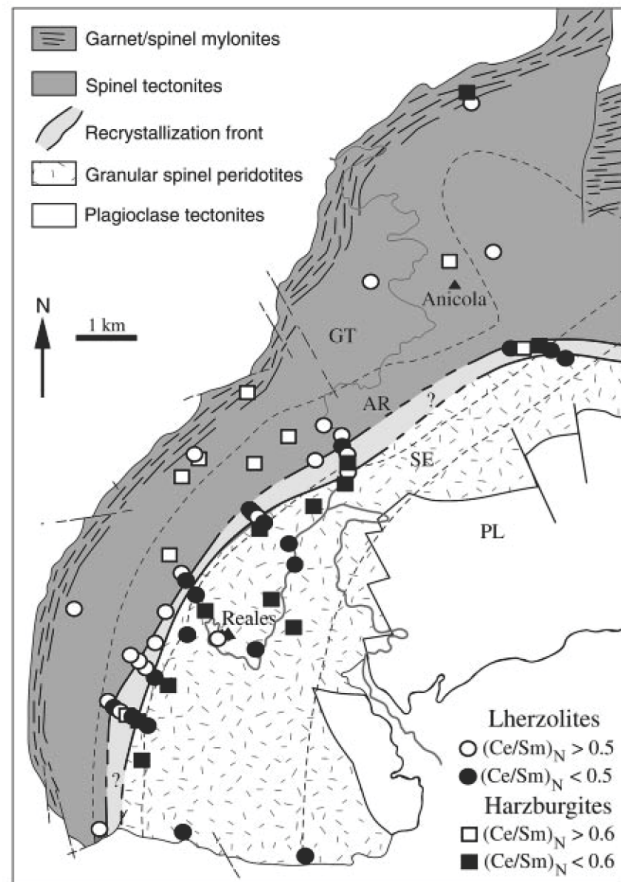 Garnet/spinel mylonites
Spinel tectonites
Recrystallization front
Granular spinel peridotites
Plagioclase tectonites
N
1 km
Anicola
GT
AR
?
SE
PL
Reales
?
Lherzolites
(Ce/Sm)N > 0.5
(Ce/Sm)N < 0.5
Harzburgites
(Ce/Sm)N > 0.6
(Ce/Sm)N < 0.6